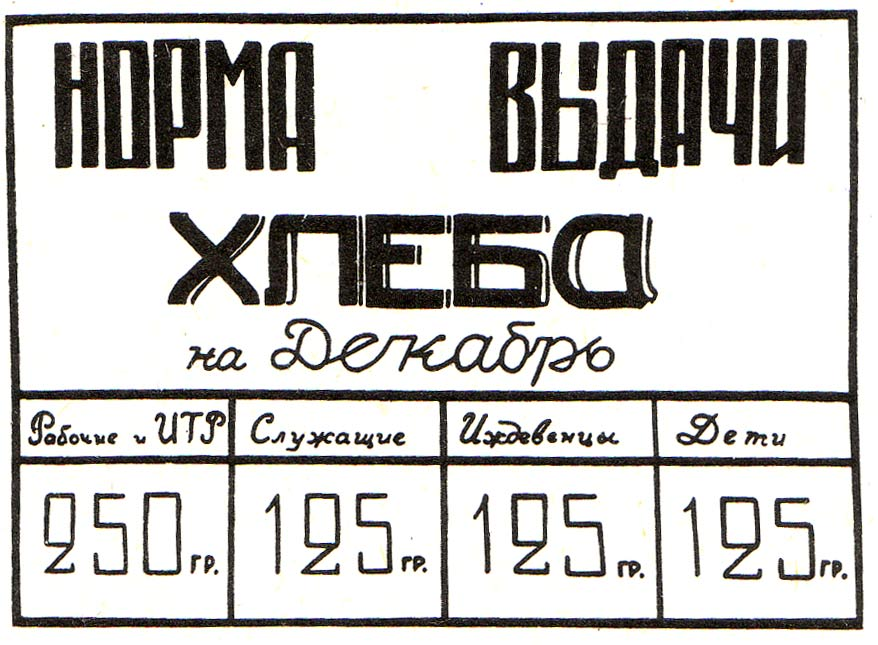 НОРМА ВЫДАЧИ
ХЛЕБА
на Декабрь
Рабочие и ИТР Служащие Иждевенцы Дети
250 гр. 125 гр. 125 гр. 125 гр.